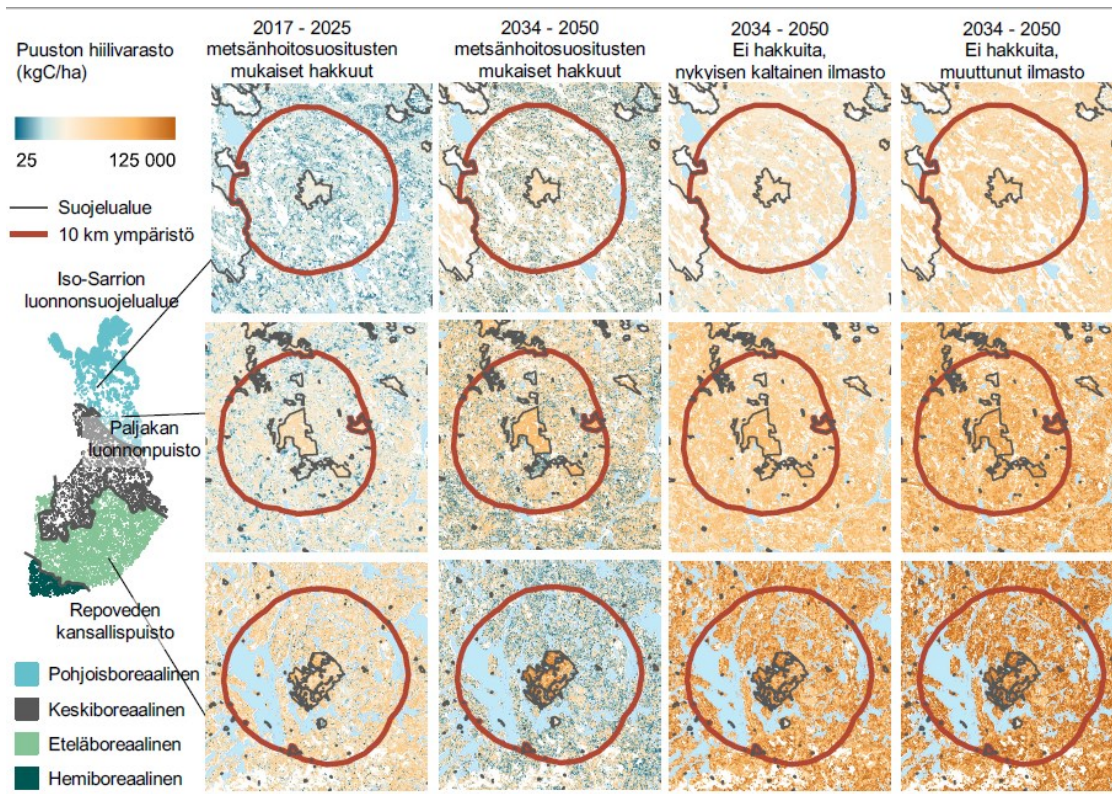 Puuston hiilivarasto
(kgC/ha)
25
125 000
Suojelualue
10 km ympäristö
2017 - 2025
metsänhoitosuositusten
mukaiset hakkuut
2034 - 2050
metsänhoitosuositusten
mukaiset hakkuut
2034 - 2050
Ei hakkuita,
nykyisen kaltainen ilmasto
2034 - 2050
Ei hakkuita,
muuttunut ilmasto
Iso-Sarrion
luonnonsuojelualue
Paljakan
luonnonpuisto
Repoveden
kansallispuisto
Pohjoisboreaalinen
Keskiboreaalinen
Eteläboreaalinen
Hemiboreaalinen